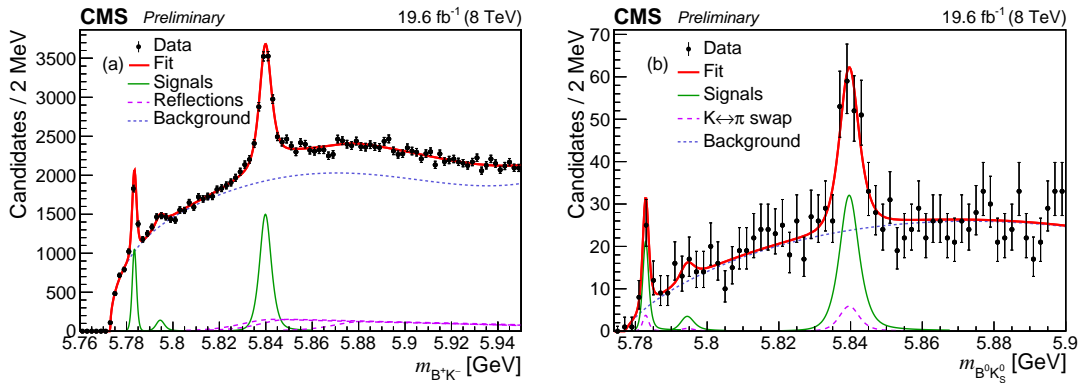 CMS Preliminary 19.6 fb⁻¹ (8 TeV)
Candidates / 2 MeV
3500
3000
2500
2000
1500
1000
500
0
(a)
Data
Fit
Signals
Reflections
Background
5.76 5.78 5.8 5.82 5.84 5.86 5.88 5.9 5.92 5.94
m_{B⁺K⁻} [GeV]
CMS Preliminary 19.6 fb⁻¹ (8 TeV)
Candidates / 2 MeV
70
60
50
40
30
20
10
0
(b)
Data
Fit
Signals
K↔π swap
Background
5.78 5.8 5.82 5.84 5.86 5.88 5.9
m_{B⁰K⁰_S} [GeV]